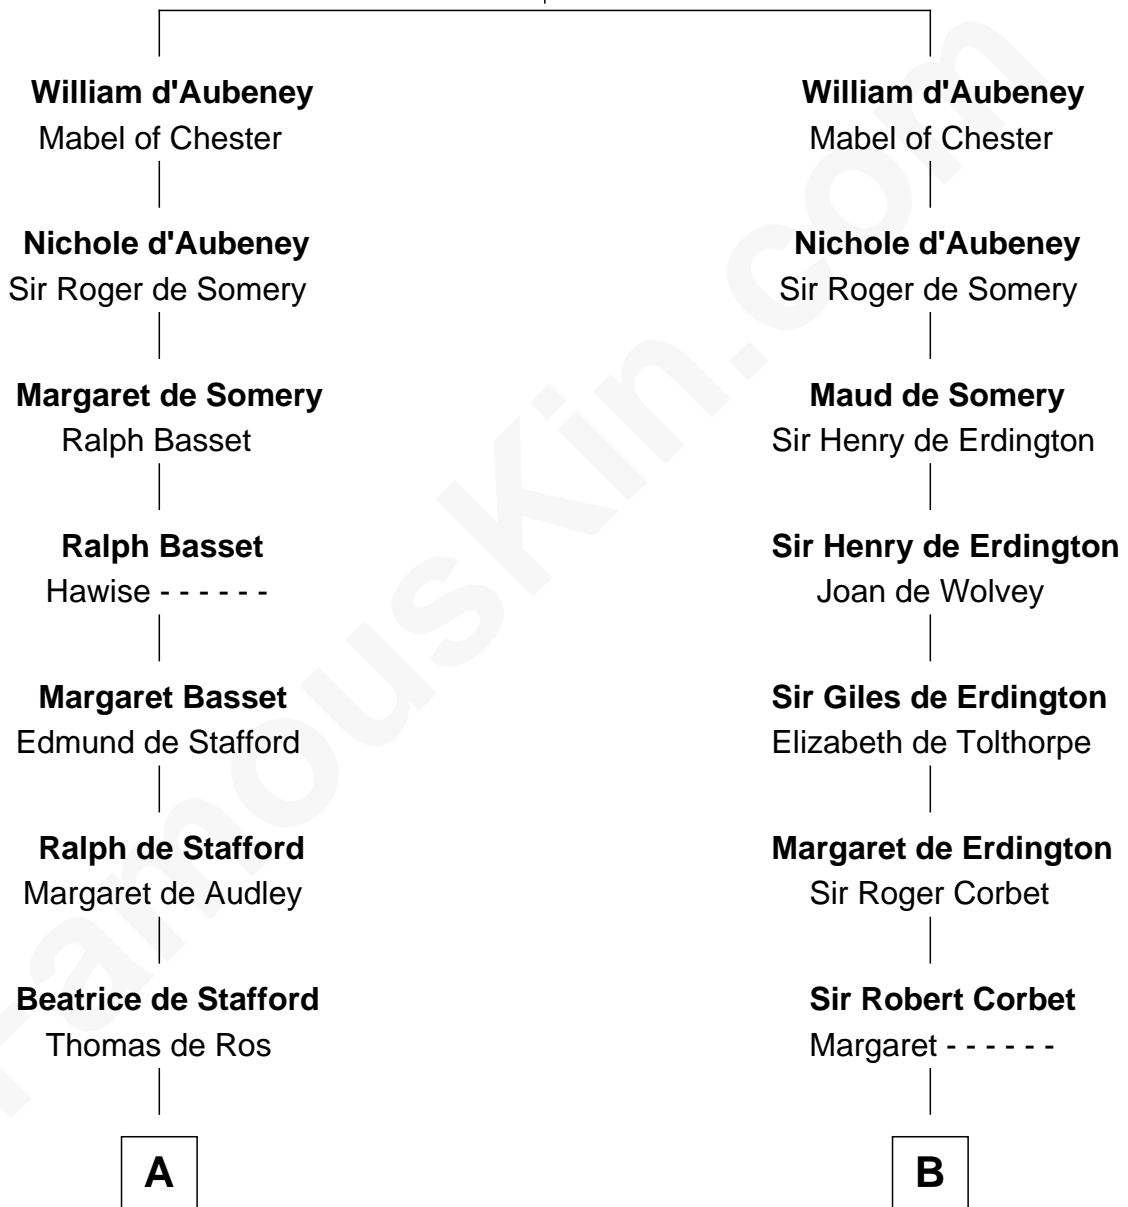 William d'Aubeney
Mabel of Chester
Nichole d'Aubeney
Sir Roger de Somery
Margaret de Somery
Ralph Basset
Ralph Basset
Hawise - - - - - -
Margaret Basset
Edmund de Stafford
Ralph de Stafford
Margaret de Audley
Beatrice de Stafford
Thomas de Ros
A
William d'Aubeney
Mabel of Chester
Nichole d'Aubeney
Sir Roger de Somery
Maud de Somery
Sir Henry de Erdington
Sir Henry de Erdington
Joan de Wolvey
Sir Giles de Erdington
Elizabeth de Tolthorpe
Margaret de Erdington
Sir Roger Corbet
Sir Robert Corbet
Margaret - - - - - -
B
FamousKin.com